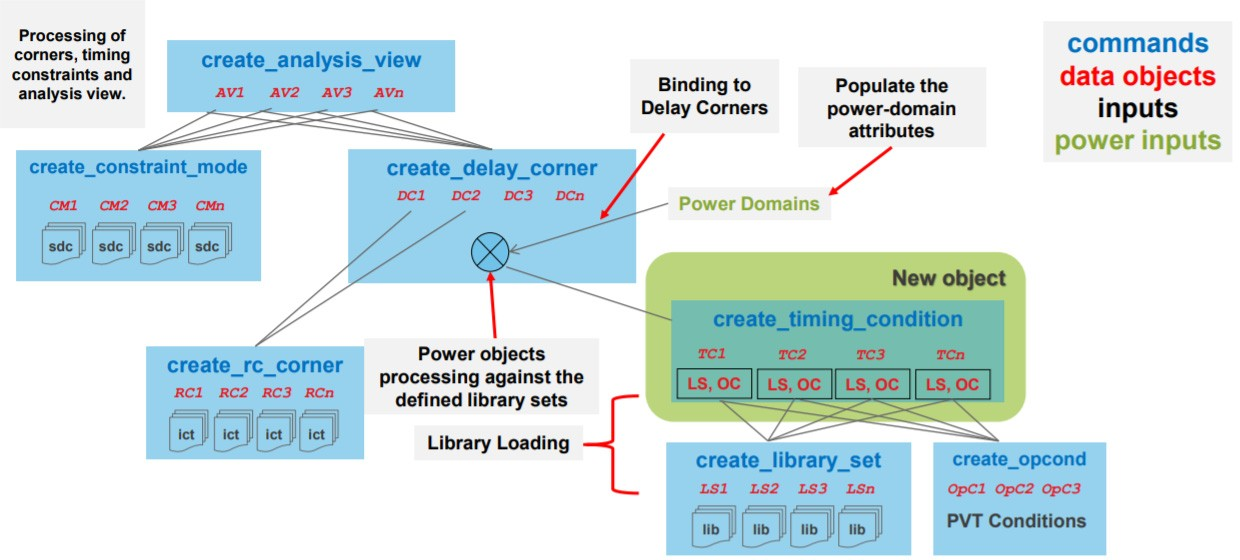 Processing of
corners, timing
constraints and
analysis view.
create_analysis_view
AV1 AV2 AV3 AVn
Binding to
Delay Corners
Populate the
power-domain
attributes
commands
data objects
inputs
power inputs
create_constraint_mode
CM1 CM2 CM3 CMn
sdc sdc sdc sdc
create_delay_corner
DC1 DC2 DC3 DCn
Power Domains
New object
create_timing_condition
TC1 TC2 TC3 TCn
LS, OC LS, OC LS, OC LS, OC
create_rc_corner
RC1 RC2 RC3 RCn
ict ict ict ict
Power objects
processing against the
defined library sets
Library Loading
create_library_set
LS1 LS2 LS3 LSn
lib lib lib lib
create_opcond
OpC1 OpC2 OpC3
PVT Conditions